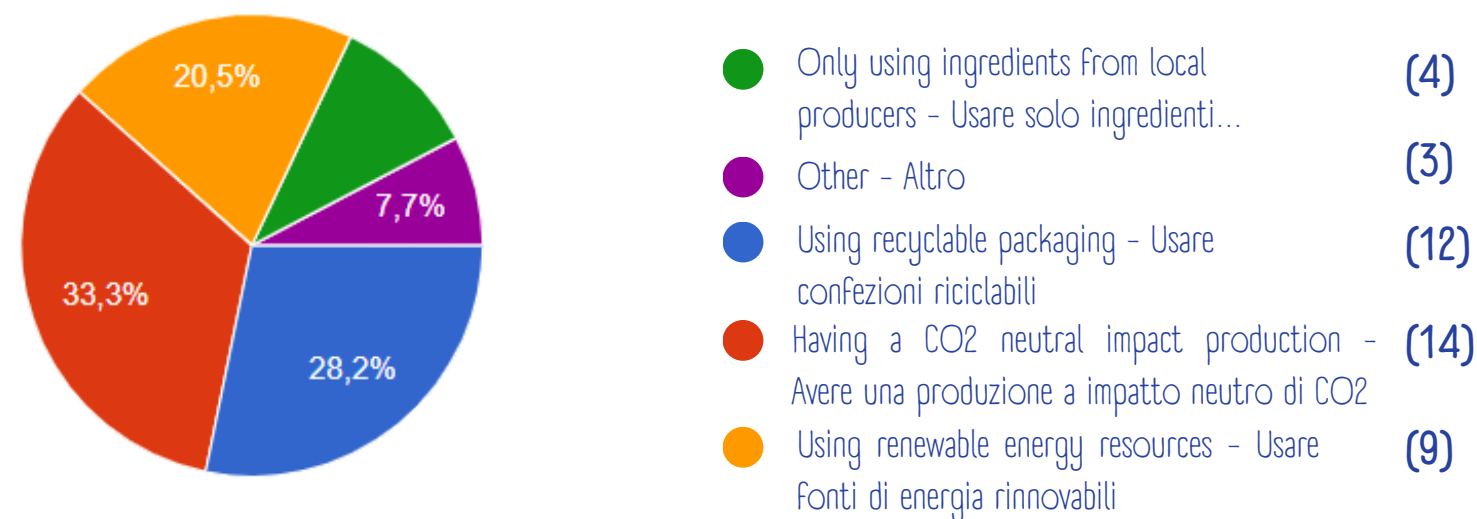 20,5%
7,7%
33,3%
28,2%
Only using ingredients from local
producers - Usare solo ingredienti...
(4)
Other - Altro
(3)
Using recyclable packaging - Usare
confezioni riciclabili
(12)
Having a CO2 neutral impact production -
Avere una produzione a impatto neutro di CO2
(14)
Using renewable energy resources - Usare
fonti di energia rinnovabili
(9)